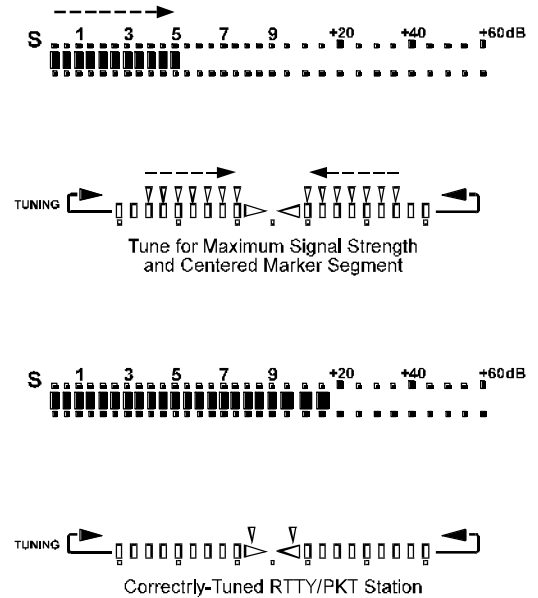 S 1 3 5 7 9 +20 +40 +60dB
TUNING
Tune for Maximum Signal Strength
and Centered Marker Segment
S 1 3 5 7 9 +20 +40 +60dB
TUNING
Correctrly-Tuned RTTY/PKT Station